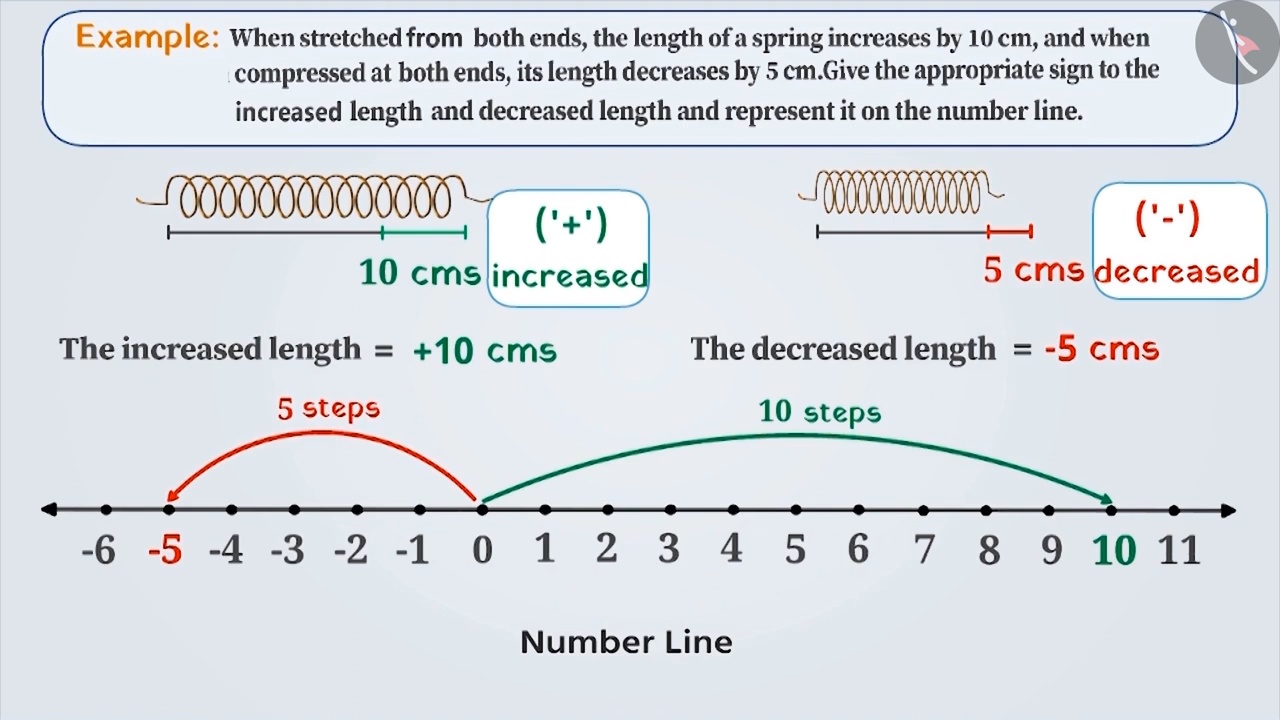 Example: When stretched from both ends, the length of a spring increases by 10 cm, and when
compressed at both ends, its length decreases by 5 cm.Give the appropriate sign to the
increased length and decreased length and represent it on the number line.
('+')
10 cms increased
('-')
5 cms decreased
The increased length = +10 cms
The decreased length = -5 cms
5 steps
10 steps
-6 -5 -4 -3 -2 -1 0 1 2 3 4 5 6 7 8 9 10 11
Number Line